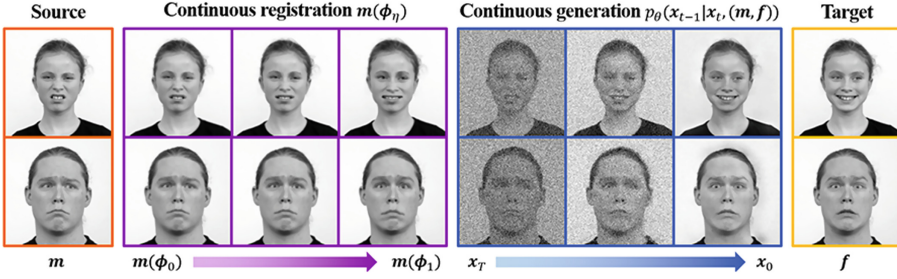 Source Continuous registration m(ϕ_η) Continuous generation p_θ(x_{t−1}|x_t, (m, f)) Target
m m(ϕ_0) m(ϕ_1) x_T x_0 f